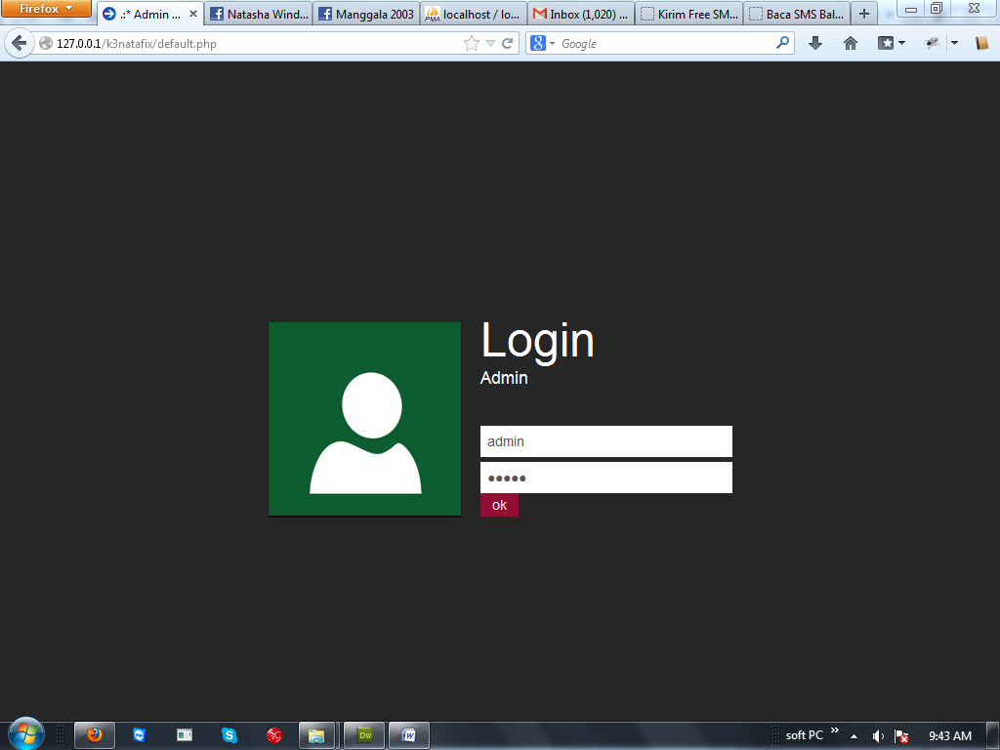 Firefox
.:* Admin ...
Natasha Wind...
Manggala 2003
localhost / lo...
Inbox (1,020) ...
Kirim Free SM...
Baca SMS Bal...
127.0.0.1/k3natafix/default.php
Google
Login
Admin
admin
ok
soft PC
9:43 AM